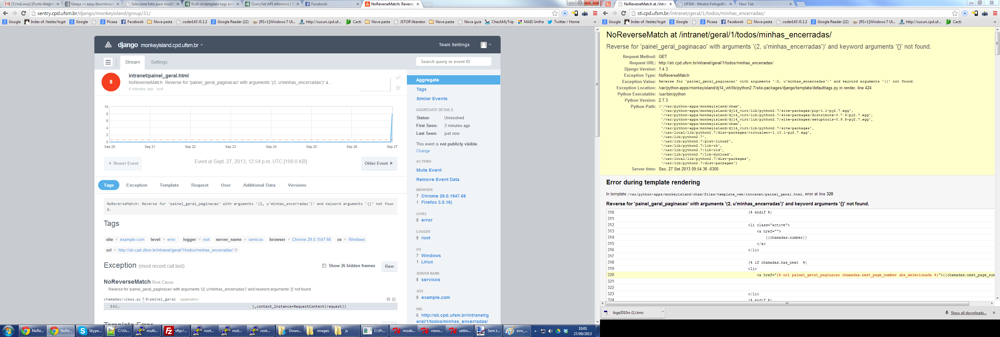 [TcheLinux] [Porto Alegre
Usage — easy-thumbnails
Selecione foto para modif
Built-in template tags and
QuerySet API reference | D
Facebook
NoReverseMatch: Reverse
sentry.cpd.ufsm.br/django/monkeyisland/group/31/
Google
Index of /testes/logst
Google
Picasa
Facebook
Nova pasta
coder143 JS 2.2
Google Reader (22)
[RS+1]Windows 7 Ul...
http://sucuri.cpd.uf...
Cacti
Nova pasta
JSTOR liberator
Nova pasta
Nova guia
CheckMyTrip
MAIS Unifra
Twitter / Home
»
django monkeyisland.cpd.ufsm.br
Team Settings
Stream
Settings
Search query or event ID
8
intranet/painel_geral.html
NoReverseMatch: Reverse for 'painel_geral_paginacao' with arguments '(2, u'minhas_encerradas')' a...
6 minutes ago root
10
8
6
4
2
0
Sep 20 Sep 21 Sep 22 Sep 23 Sep 24 Sep 25 Sep 26 Sep 27
Newer Event
Event at Sept. 27, 2013, 12:54 p.m. UTC [109.0 KB]
Older Event
Tags Exception Template Request User Additional Data Versions
NoReverseMatch: Reverse for 'painel_geral_paginacao' with arguments '(2, u'minhas_encerradas')' and keyword arguments '{}' not foun
d.
Tags
site = example.com level = error logger = root server_name = servicos browser = Chrome 29.0.1547.66 os = Windows
url = http://sti.cpd.ufsm.br/intranet/geral/1/todos/minhas_encerradas/
Exception (most recent call last)
Show 26 hidden frames
Raw
NoReverseMatch Root Cause
Reverse for 'painel_geral_paginacao' with arguments '(2, u'minhas_encerradas')' and keyword arguments '{}' not found.
chamadas/views.py ? in painel_geral (application)
540. },context_instance=RequestContext(request))
Template Error
Aggregate
Tags
Similar Events
AGGREGATE DETAILS
Status: Unresolved
First Seen: 3 minutes ago
Last Seen: just now
This event is not publicly visible.
Change
ACTIONS
Mute Event
Remove Event Data
BROWSER
7 Chrome 29.0.1547.66
1 Firefox 3.5.16)
LEVEL
8 error
LOGGER
8 root
OS
7 Windows
1 Linux
SERVER NAME
8 servicos
SITE
8 example.com
URL
6 http://sti.cpd.ufsm.br/intranet/g
eral/1/todos/minhas_encerradas/
NoReverseMatch at /intra
UFSM - Mostra Fotográfic
New Tab
sti.cpd.ufsm.br/intranet/geral/1/todos/minhas_encerradas/
Google
Index of /testes/logst
Google
Picasa
Facebook
Nova pasta
coder143 JS 2.2
Google Reader (22)
[RS+1]Windows 7 Ul...
http://sucuri.cpd.uf...
Cacti
»
NoReverseMatch at /intranet/geral/1/todos/minhas_encerradas/
Reverse for 'painel_geral_paginacao' with arguments '(2, u'minhas_encerradas')' and keyword arguments '{}' not found.
Request Method: GET
Request URL: http://sti.cpd.ufsm.br/intranet/geral/1/todos/minhas_encerradas/
Django Version: 1.4.3
Exception Type: NoReverseMatch
Exception Value: Reverse for 'painel_geral_paginacao' with arguments '(2, u'minhas_encerradas')' and keyword arguments '{}' not found.
Exception Location: /var/python-apps/monkeyisland/dj14_virt/lib/python2.7/site-packages/django/template/defaulttags.py in render, line 424
Python Executable: /usr/bin/python
Python Version: 2.7.3
Python Path: ['/var/python-apps/monkeyisland/cham',
'/var/python-apps/monkeyisland/dj14_virt/lib/python2.7/site-packages/pip-1.1-py2.7.egg',
'/var/python-apps/monkeyisland/dj14_virt/lib/python2.7/site-packages/distribute-0.7.3-py2.7.egg',
'/var/python-apps/monkeyisland/dj14_virt/lib/python2.7/site-packages/setuptools-0.9.8-py2.7.egg',
'/var/python-apps/monkeyisland/cham',
'/var/python-apps/monkeyisland/dj14_virt/lib/python2.7/site-packages',
'/usr/local/lib/python2.7/dist-packages/virtualenv-1.10.1-py2.7.egg',
'/usr/lib/python2.7',
'/usr/lib/python2.7/plat-linux2',
'/usr/lib/python2.7/lib-tk',
'/usr/lib/python2.7/lib-old',
'/usr/lib/python2.7/lib-dynload',
'/usr/local/lib/python2.7/dist-packages',
'/usr/lib/python2.7/dist-packages']
Server time: Sex, 27 Set 2013 09:54:36 -0300
Error during template rendering
In template /var/python-apps/monkeyisland/cham/files/template_web/intranet/painel_geral.html, error at line 320
Reverse for 'painel_geral_paginacao' with arguments '(2, u'minhas_encerradas')' and keyword arguments '{}' not found.
310 {% endif %}
311
312 <li class="active">
313 <a href="">
314 {{chamadas.number}}
315 </a>
316 </li>
317
318 {% if chamadas.has_next %}
319 <li>
320 <a href="{% url painel_geral_paginacao chamadas.next_page_number aba_selecionada %}">{{chamadas.next_page_num
321
322
323 </li>
324 {% endif %}
ibge2010rs (1).kmz
Show all downloads...
NoRe...
NoRe...
Skype...
C:\Us...
multi...
sftp:/...
root...
root...
root...
Down...
images
js
C:\Pr...
mode...
views...
settin...
Sem t...
erro_...
10:01
27/09/2013